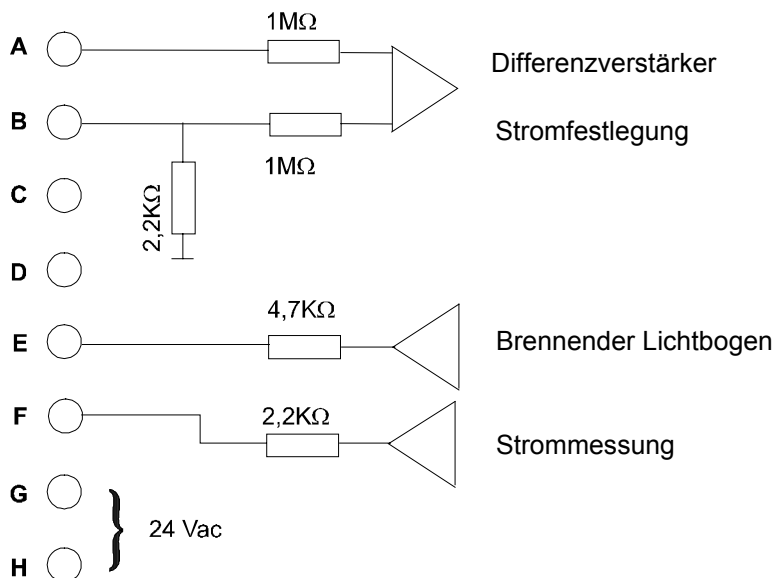 1MΩ
A
Differenzverstärker
B
Stromfestlegung
1MΩ
C
2,2KΩ
D
4,7KΩ
E
Brennender Lichtbogen
F
2,2KΩ
Strommessung
G
24 Vac
H